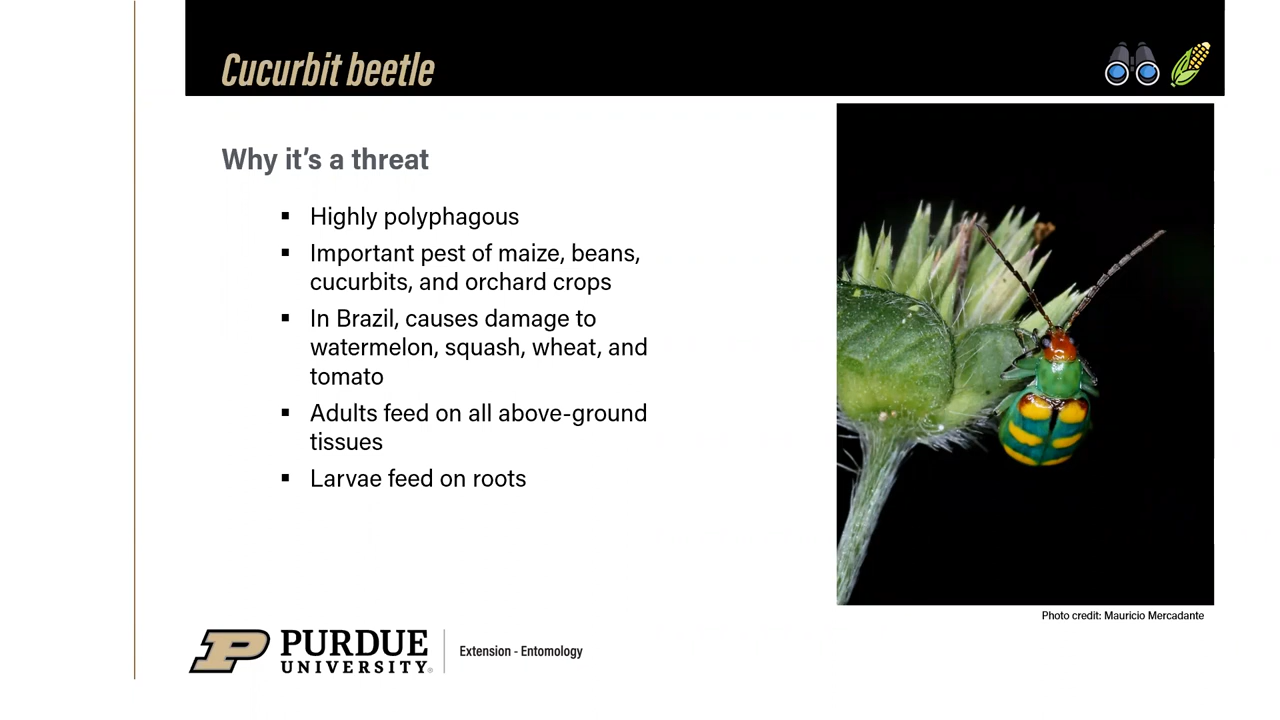 Cucurbit beetle
Why it's a threat
▪ Highly polyphagous
▪ Important pest of maize, beans,
cucurbits, and orchard crops
▪ In Brazil, causes damage to
watermelon, squash, wheat, and
tomato
▪ Adults feed on all above-ground
tissues
▪ Larvae feed on roots
Photo credit: Mauricio Mercadante
PURDUE
UNIVERSITY®
Extension - Entomology